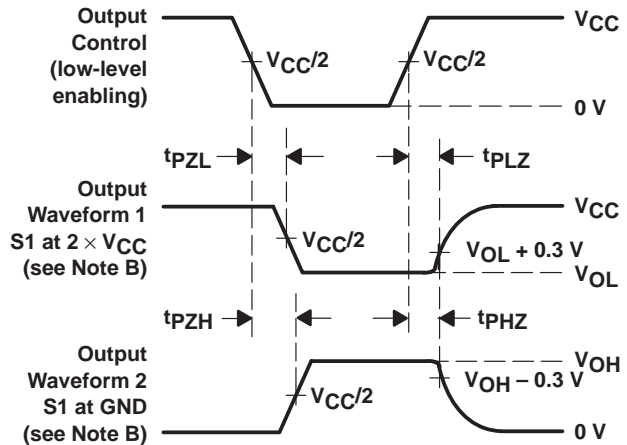 Output
Control
(low-level
enabling)
VCC/2
VCC/2
VCC
0 V
tPZL
tPLZ
Output
Waveform 1
S1 at 2 × VCC
(see Note B)
VCC/2
VCC
VOL + 0.3 V
VOL
tPZH
tPHZ
Output
Waveform 2
S1 at GND
(see Note B)
VCC/2
VOH
VOH − 0.3 V
0 V